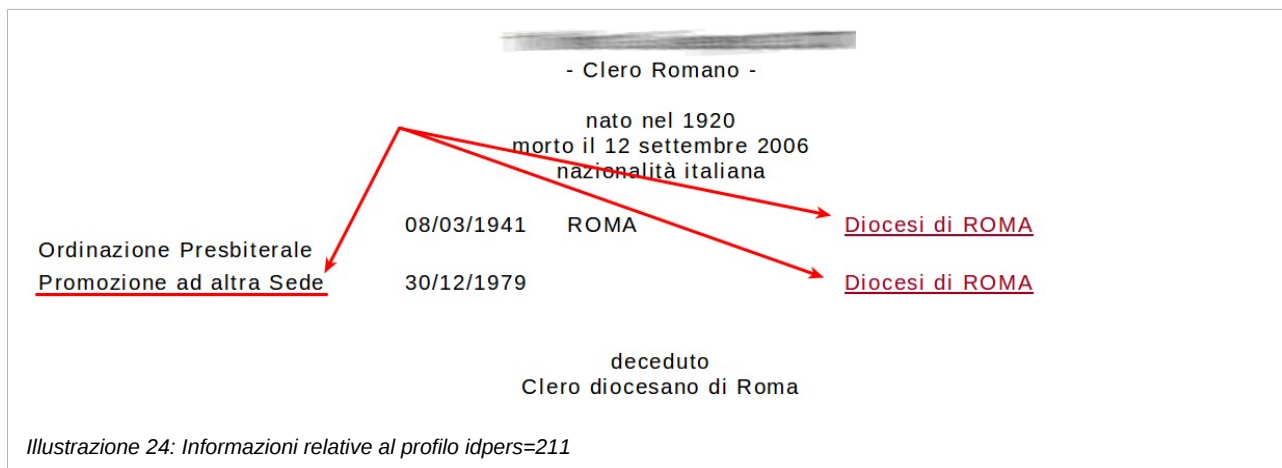 - Clero Romano -
nato nel 1920
morto il 12 settembre 2006
nazionalità italiana
08/03/1941 ROMA Diocesi di ROMA
Ordinazione Presbiterale
Promozione ad altra Sede 30/12/1979 Diocesi di ROMA
deceduto
Clero diocesano di Roma
Illustrazione 24: Informazioni relative al profilo idpers=211